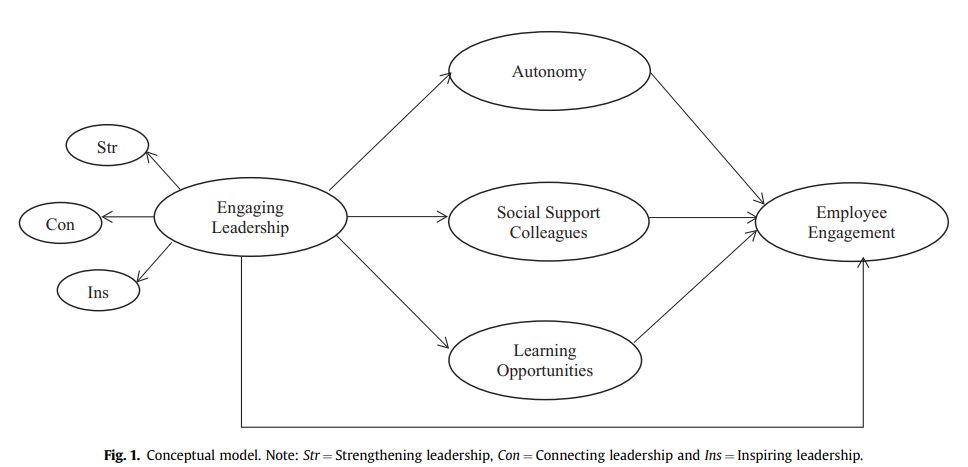 Autonomy
Str
Engaging
Leadership
Con
Ins
Social Support
Colleagues
Employee
Engagement
Learning
Opportunities
Fig. 1. Conceptual model. Note: Str = Strengthening leadership, Con = Connecting leadership and Ins = Inspiring leadership.